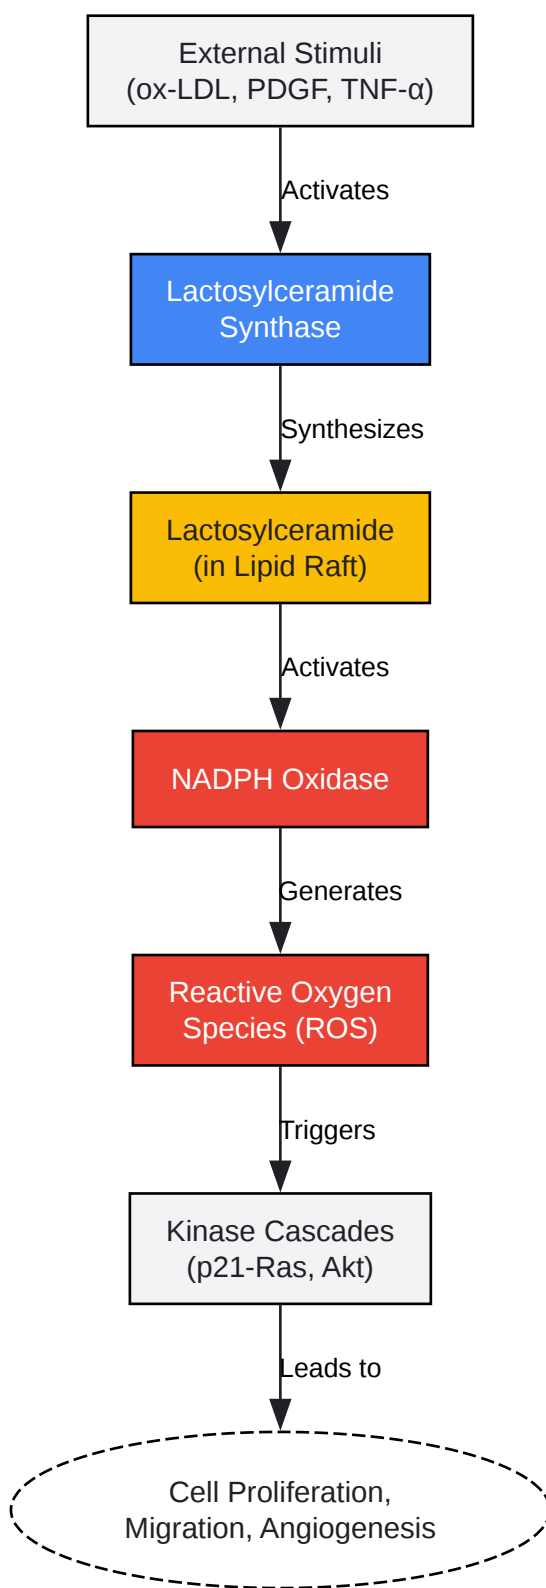 External Stimuli
(ox-LDL, PDGF, TNF-α)
Activates
Lactosylceramide
Synthase
Synthesizes
Lactosylceramide
(in Lipid Raft)
Activates
NADPH Oxidase
Generates
Reactive Oxygen
Species (ROS)
Triggers
Kinase Cascades
(p21-Ras, Akt)
Leads to
Cell Proliferation,
Migration, Angiogenesis